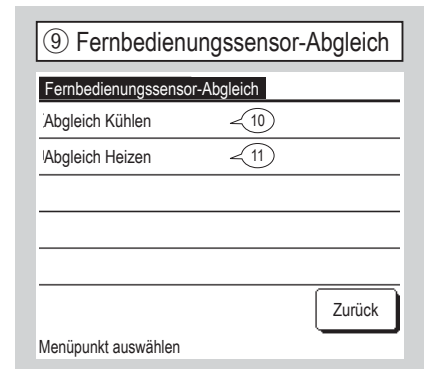 ⑨ Fernbedienungssensor-Abgleich
Fernbedienungssensor-Abgleich
Abgleich Kühlen 10
Abgleich Heizen 11
Zurück
Menüpunkt auswählen